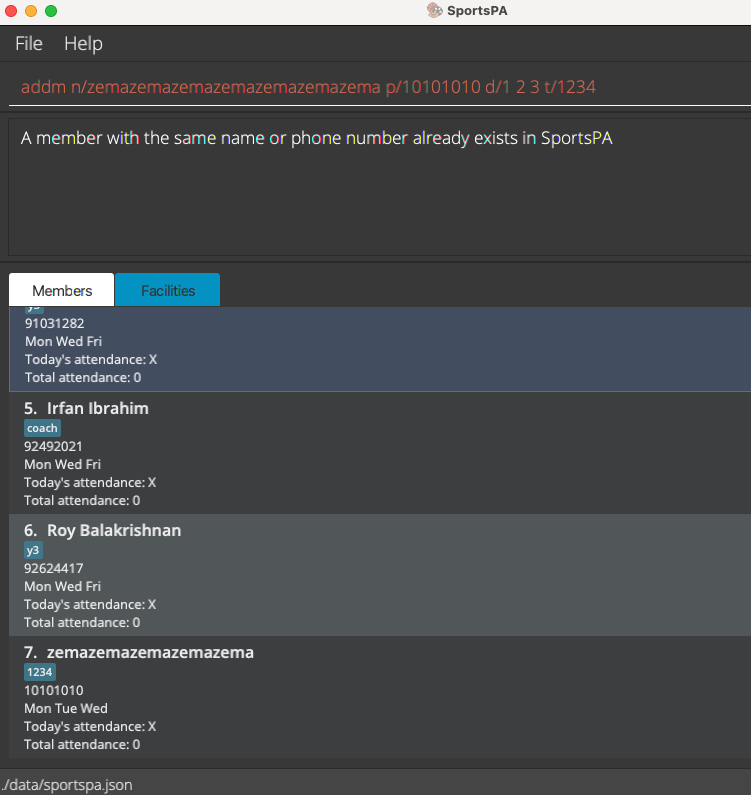 SportsPA
File Help
addm n/zemazemazemazemazemazemazema p/10101010 d/1 2 3 t/1234
A member with the same name or phone number already exists in SportsPA
Members Facilities
91031282
Mon Wed Fri
Today's attendance: X
Total attendance: 0
5. Irfan Ibrahim
coach
92492021
Mon Wed Fri
Today's attendance: X
Total attendance: 0
6. Roy Balakrishnan
y3
92624417
Mon Wed Fri
Today's attendance: X
Total attendance: 0
7. zemazemazemazemazema
1234
10101010
Mon Tue Wed
Today's attendance: X
Total attendance: 0
./data/sportspa.json